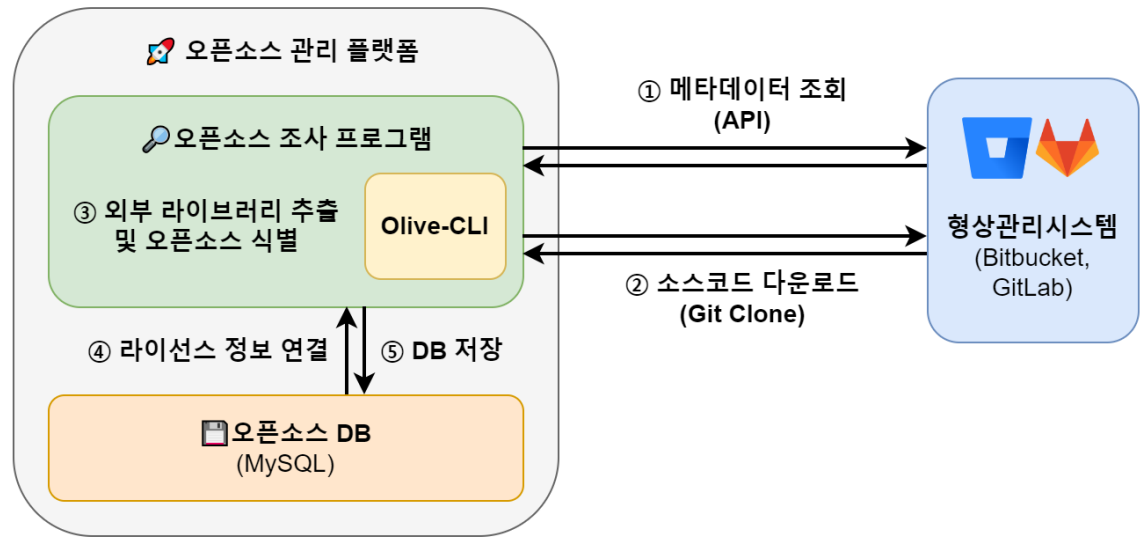 오픈소스 관리 플랫폼
오픈소스 조사 프로그램
③ 외부 라이브러리 추출
및 오픈소스 식별
Olive-CLI
① 메타데이터 조회
(API)
② 소스코드 다운로드
(Git Clone)
형상관리시스템
(Bitbucket,
GitLab)
④ 라이선스 정보 연결
⑤ DB 저장
오픈소스 DB
(MySQL)